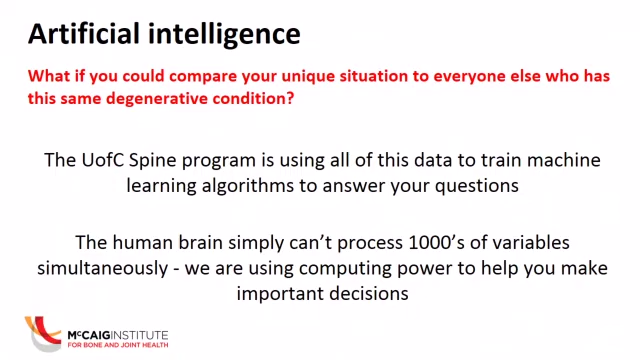 Artificial intelligence
What if you could compare your unique situation to everyone else who has
this same degenerative condition?
The UofC Spine program is using all of this data to train machine
learning algorithms to answer your questions
The human brain simply can't process 1000's of variables
simultaneously - we are using computing power to help you make
important decisions
McCAIG INSTITUTE
FOR BONE AND JOINT HEALTH